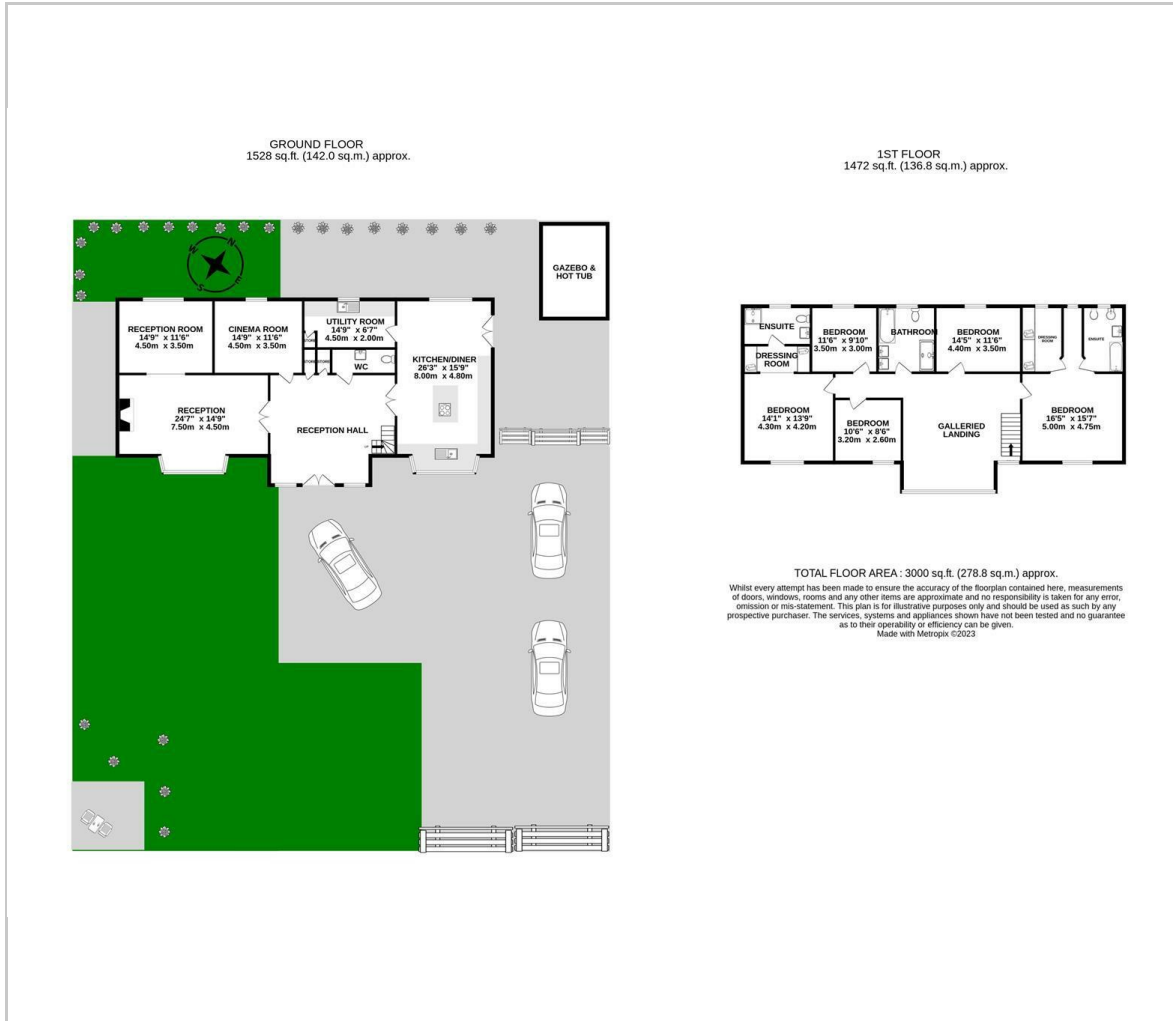 GROUND FLOOR
1528 sq.ft. (142.0 sq.m.) approx.
N
W
E
S
GAZEBO &
HOT TUB
RECEPTION ROOM
14'9" x 11'6"
4.50m x 3.50m
CINEMA ROOM
14'9" x 11'6"
4.50m x 3.50m
UTILITY ROOM
14'9" x 6'7"
4.50m x 2.00m
STORE
STORE
STORE
WC
KITCHEN/DINER
26'3" x 15'9"
8.00m x 4.80m
RECEPTION
24'7" x 14'9"
7.50m x 4.50m
RECEPTION HALL
1ST FLOOR
1472 sq.ft. (136.8 sq.m.) approx.
ENSUITE
DRESSING
ROOM
BEDROOM
11'6" x 9'10"
3.50m x 3.00m
BATHROOM
BEDROOM
14'5" x 11'6"
4.40m x 3.50m
DRESSING
ROOM
ENSUITE
BEDROOM
14'1" x 13'9"
4.30m x 4.20m
BEDROOM
10'6" x 8'6"
3.20m x 2.60m
GALLERIED
LANDING
BEDROOM
16'5" x 15'7"
5.00m x 4.75m
TOTAL FLOOR AREA : 3000 sq.ft. (278.8 sq.m.) approx.
Whilst every attempt has been made to ensure the accuracy of the floorplan contained here, measurements
of doors, windows, rooms and any other items are approximate and no responsibility is taken for any error,
omission or mis-statement. This plan is for illustrative purposes only and should be used as such by any
prospective purchaser. The services, systems and appliances shown have not been tested and no guarantee
as to their operability or efficiency can be given.
Made with Metropix ©2023